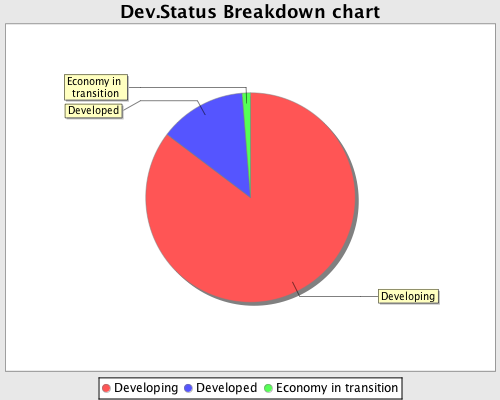 Dev.Status Breakdown chart
Economy in
transition
Developed
Developing
Developing
Developed
Economy in transition